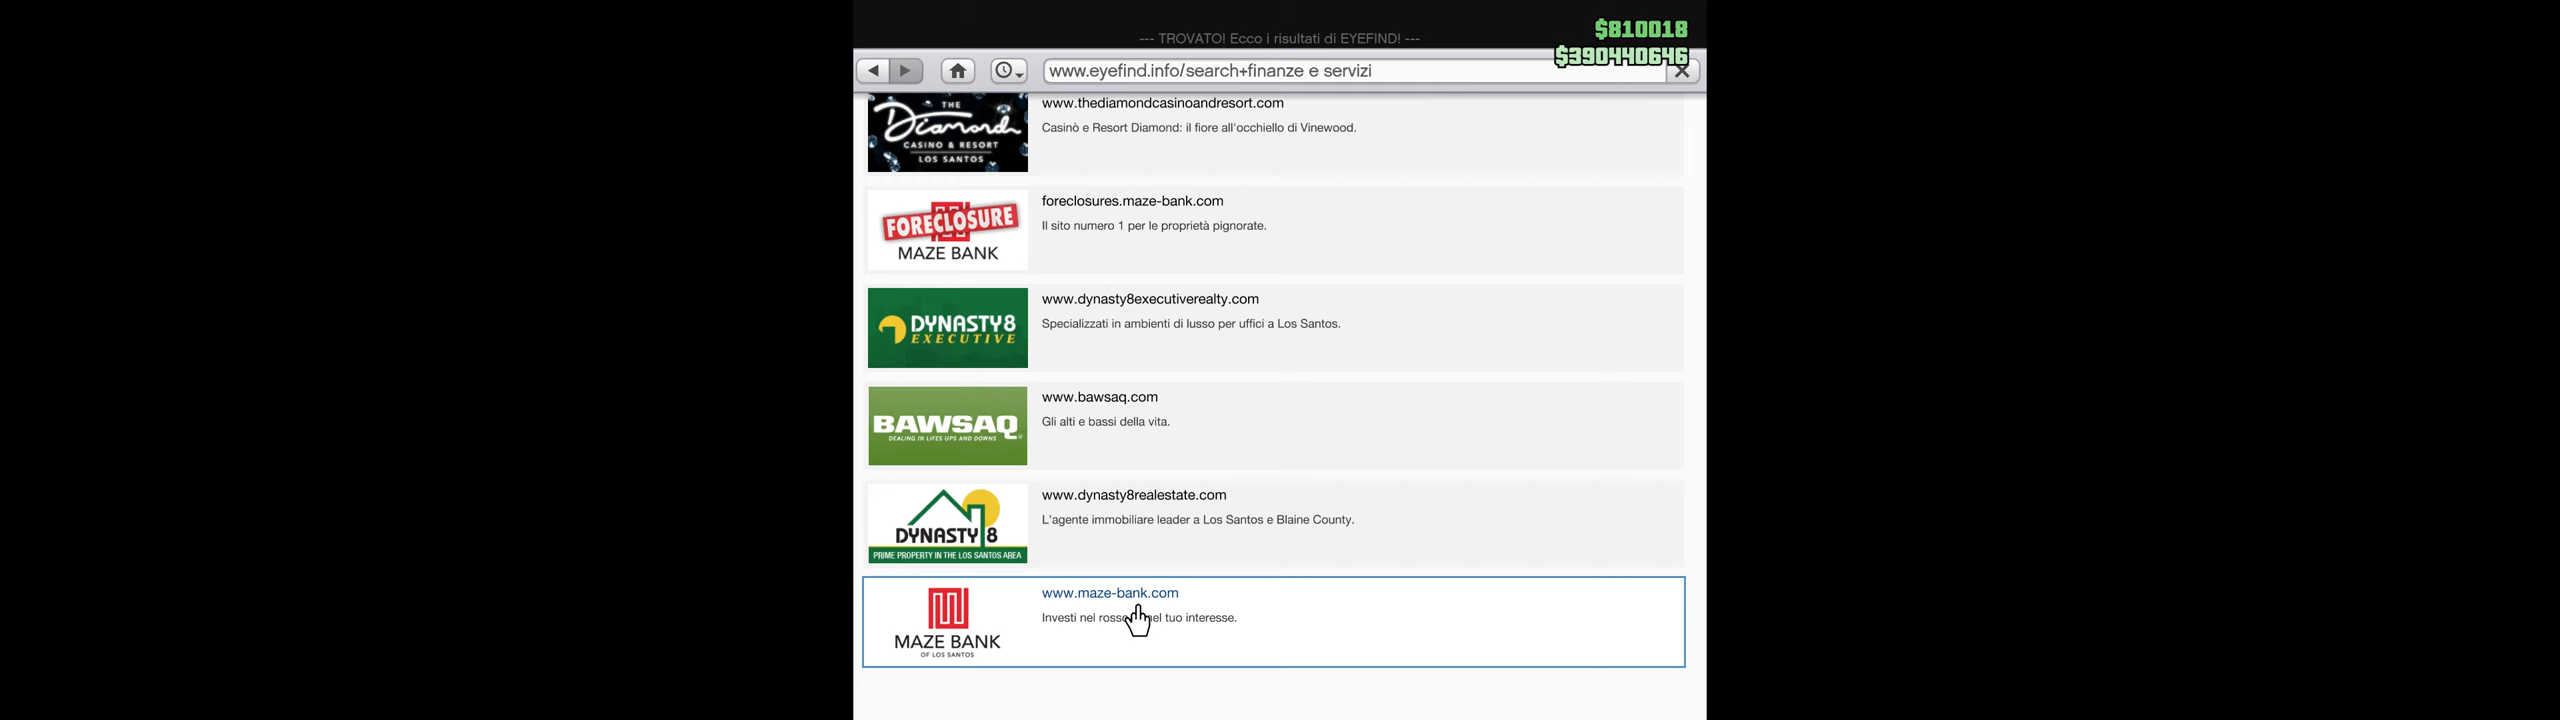 $810018
--- TROVATO! Ecco i risultati di EYEFIND! ---
$390440646
www.eyefind.info/search+finanze e servizi
THE
Diamond
CASINO & RESORT
LOS SANTOS
www.thediamondcasinoandresort.com
Casinò e Resort Diamond: il fiore all'occhiello di Vinewood.
FORECLOSURE
MAZE BANK
foreclosures.maze-bank.com
Il sito numero 1 per le proprietà pignorate.
DYNASTY 8
EXECUTIVE
www.dynasty8executiverealty.com
Specializzati in ambienti di lusso per uffici a Los Santos.
BAWSAQ
DEALING IN LIFES UPS AND DOWNS
www.bawsaq.com
Gli alti e bassi della vita.
DYNASTY 8
PRIME PROPERTY IN THE LOS SANTOS AREA
www.dynasty8realestate.com
L'agente immobiliare leader a Los Santos e Blaine County.
MAZE BANK
OF LOS SANTOS
www.maze-bank.com
Investi nel tuo interesse.